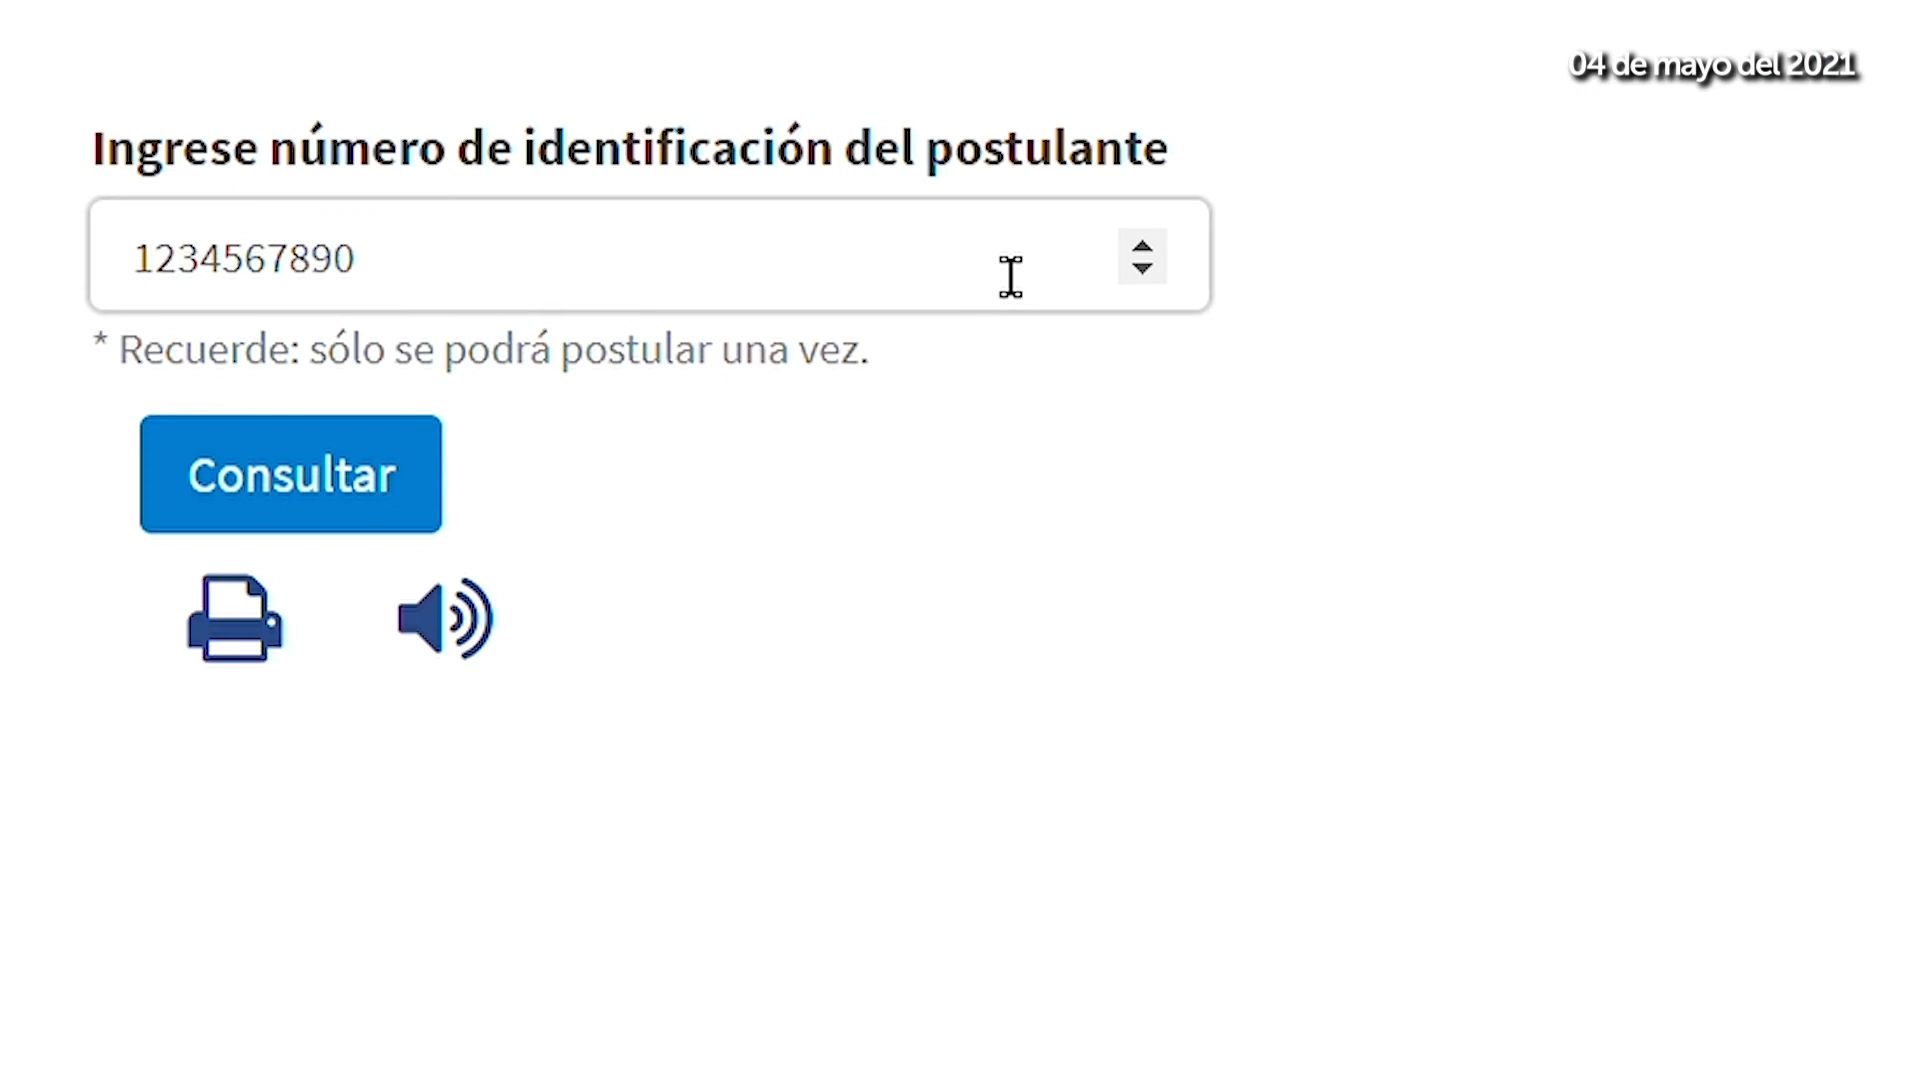 04 de mayo del 2021
Ingrese número de identificación del postulante
1234567890
* Recuerde: sólo se podrá postular una vez.
Consultar